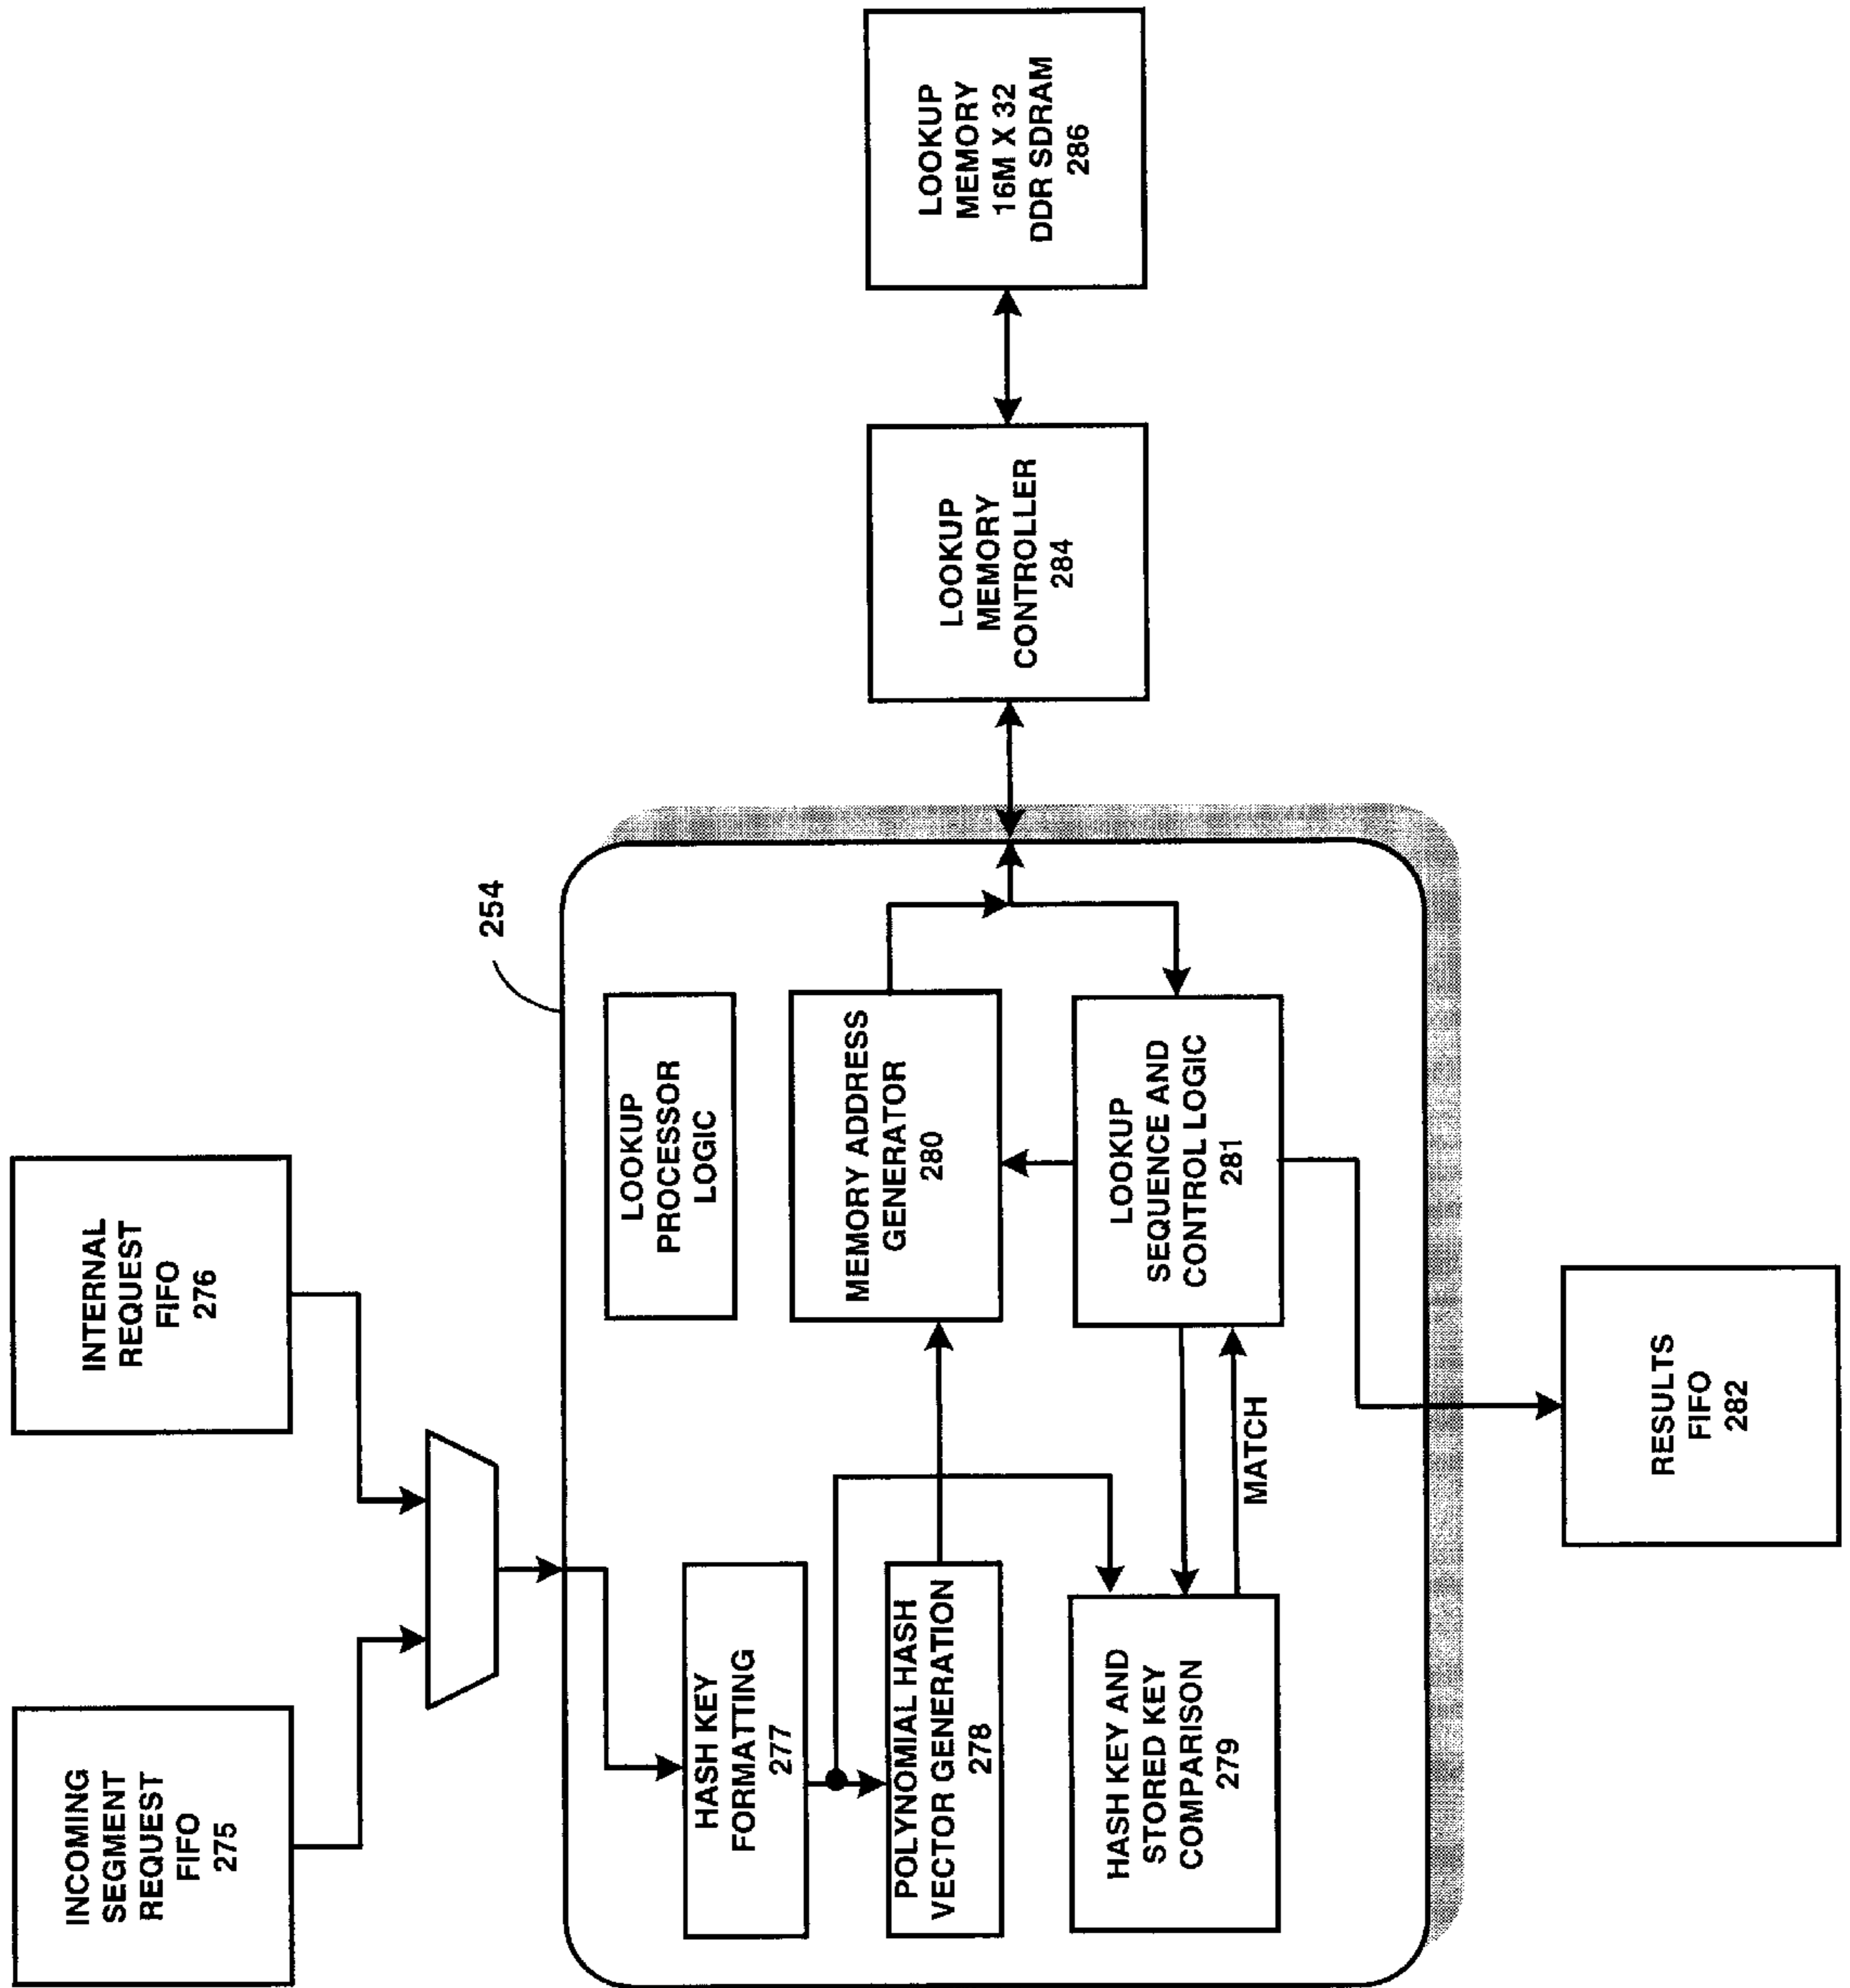 INCOMING
SEGMENT
REQUEST
FIFO
275
INTERNAL
REQUEST
FIFO
276
254
HASH KEY
FORMATTING
277
LOOKUP
PROCESSOR
LOGIC
POLYNOMIAL HASH
VECTOR GENERATION
278
MEMORY ADDRESS
GENERATOR
280
HASH KEY AND
STORED KEY
COMPARISON
279
MATCH
LOOKUP
SEQUENCE AND
CONTROL LOGIC
281
LOOKUP
MEMORY
CONTROLLER
284
LOOKUP
MEMORY
16M X 32
DDR SDRAM
286
RESULTS
FIFO
282